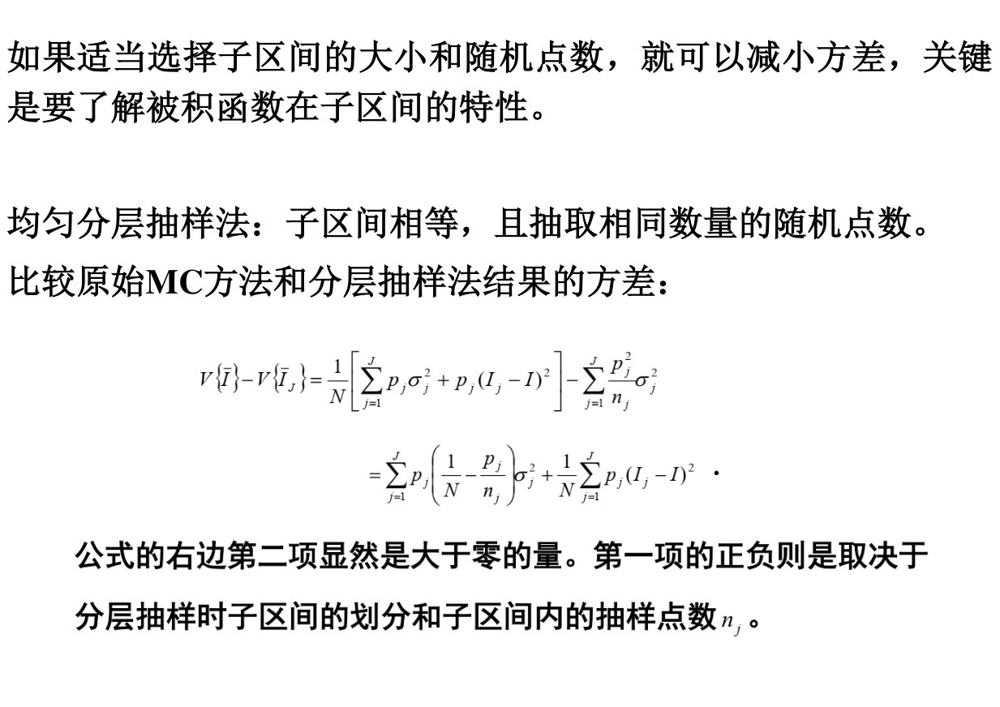 如果适当选择子区间的大小和随机点数，就可以减小方差，关键
是要了解被积函数在子区间的特性。
均匀分层抽样法：子区间相等，且抽取相同数量的随机点数。
比较原始MC方法和分层抽样法结果的方差：
$V\{\bar{I}\}-V\{\bar{I}_J\}=\frac{1}{N}\left[\sum_{j=1}^{J}p_j\sigma_j^2+p_j(I_j-I)^2\right]-\sum_{j=1}^{J}\frac{p_j^2}{n_j}\sigma_j^2$
$=\sum_{j=1}^{J}p_j\left(\frac{1}{N}-\frac{p_j}{n_j}\right)\sigma_j^2+\frac{1}{N}\sum_{j=1}^{J}p_j(I_j-I)^2$ ·
公式的右边第二项显然是大于零的量。第一项的正负则是取决于
分层抽样时子区间的划分和子区间内的抽样点数 $n_j$ 。